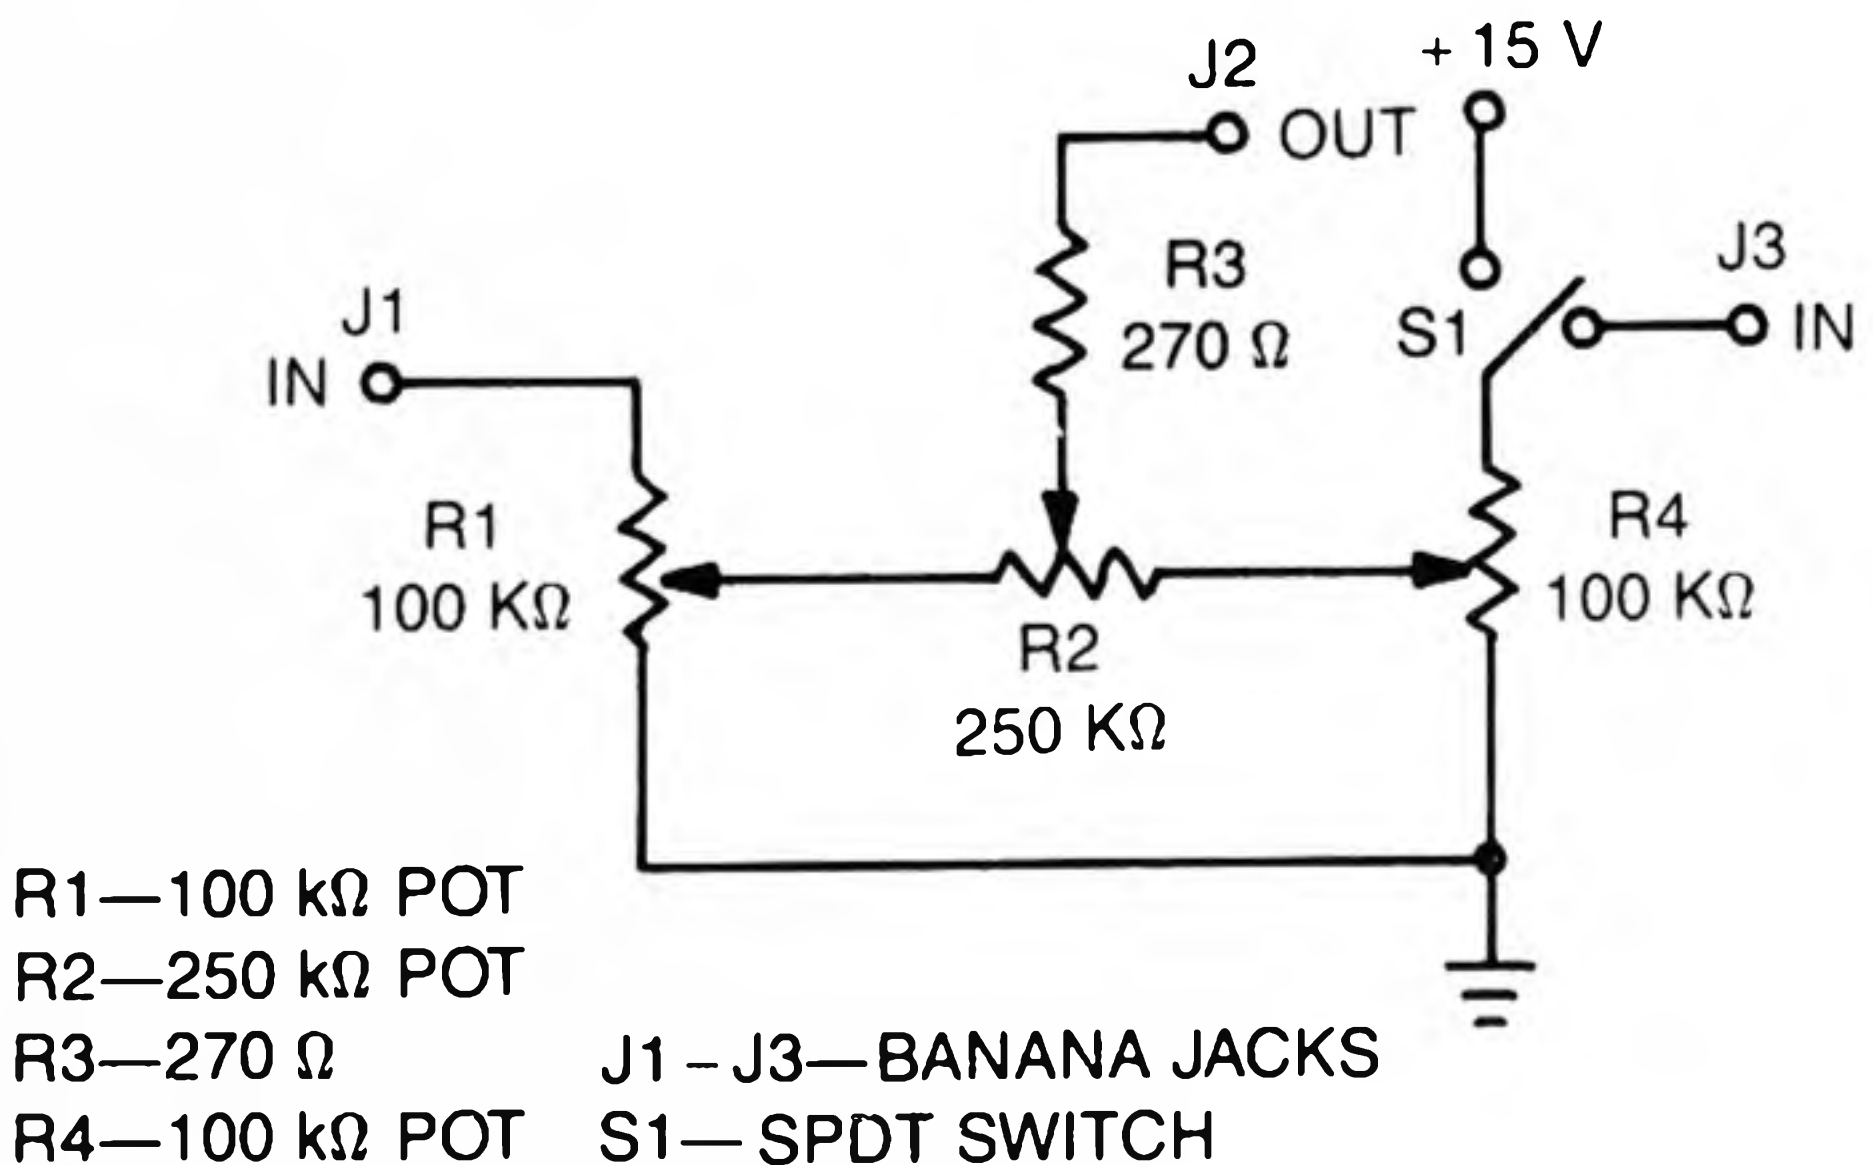 J2
+ 15 V
OUT
J3
IN
R3
270 Ω
S1
J1
IN
R1
100 KΩ
R2
250 KΩ
R4
100 KΩ
R1—100 kΩ POT
R2—250 kΩ POT
R3—270 Ω
R4—100 kΩ POT
J1 – J3—BANANA JACKS
S1—SPDT SWITCH